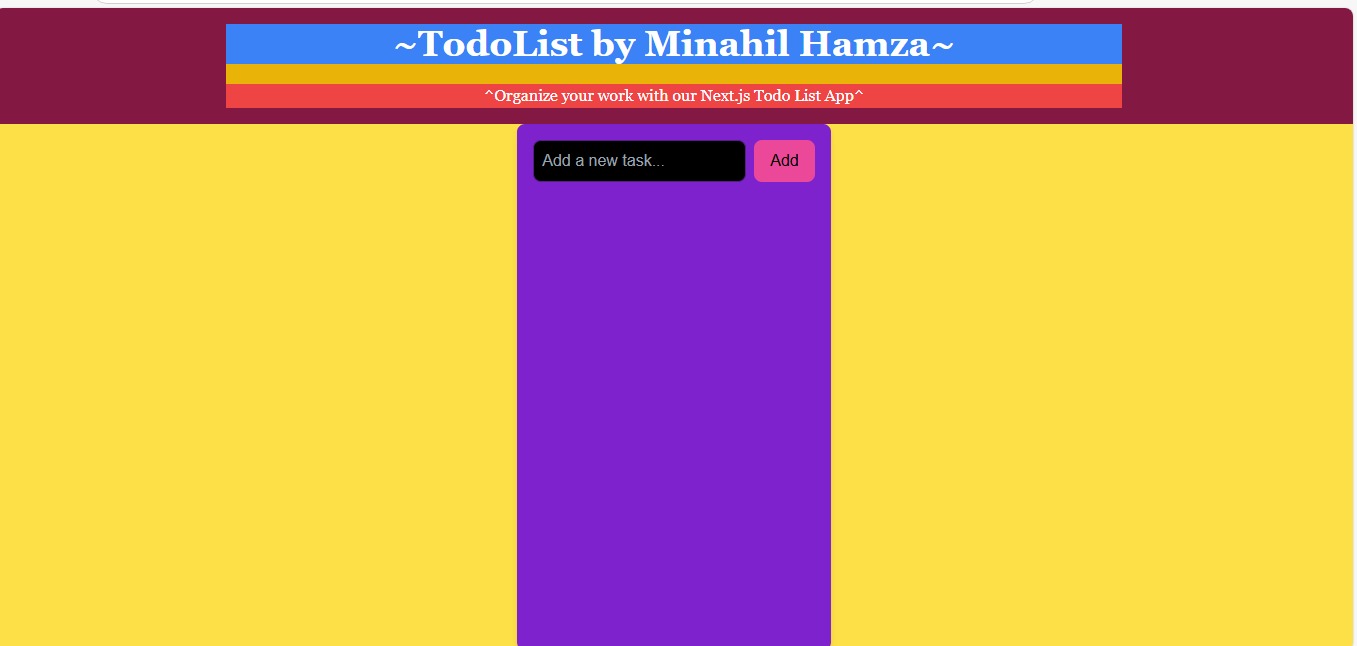 ~TodoList by Minahil Hamza~
^Organize your work with our Next.js Todo List App^
Add a new task... Add